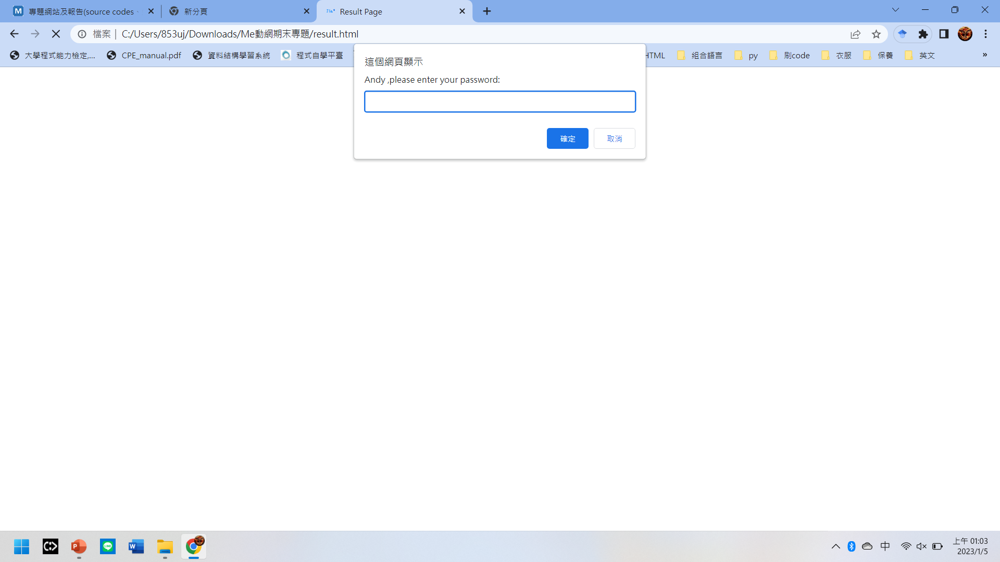 專題網站及報告(source codes
新分頁
Result Page
檔案
C:/Users/853uj/Downloads/Me動網期末專題/result.html
大學程式能力檢定,...
CPE_manual.pdf
資料結構學習系統
程式自學平臺
HTML
組合語言
py
刷code
衣服
保養
英文
»
這個網頁顯示
Andy ,please enter your password:
確定
取消
中
上午 01:03
2023/1/5